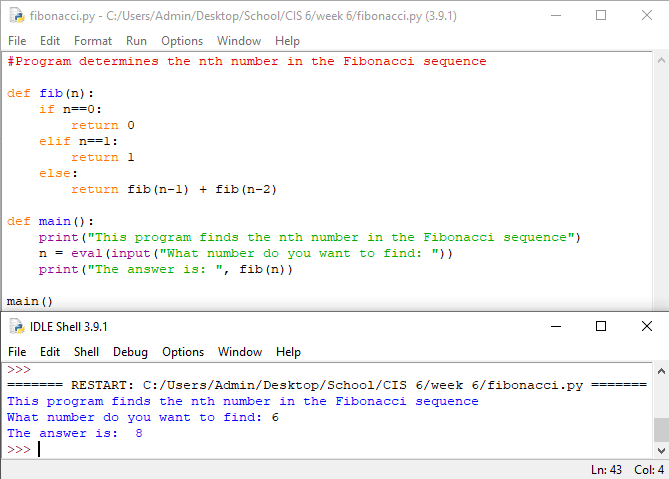 fibonacci.py - C:/Users/Admin/Desktop/School/CIS 6/week 6/fibonacci.py (3.9.1)
File Edit Format Run Options Window Help
#Program determines the nth number in the Fibonacci sequence
def fib(n):
    if n==0:
        return 0
    elif n==1:
        return 1
    else:
        return fib(n-1) + fib(n-2)
def main():
    print("This program finds the nth number in the Fibonacci sequence")
    n = eval(input("What number do you want to find: "))
    print("The answer is: ", fib(n))
main()
IDLE Shell 3.9.1
File Edit Shell Debug Options Window Help
>>>
======= RESTART: C:/Users/Admin/Desktop/School/CIS 6/week 6/fibonacci.py =======
This program finds the nth number in the Fibonacci sequence
What number do you want to find: 6
The answer is:  8
>>>
Ln: 43 Col: 4